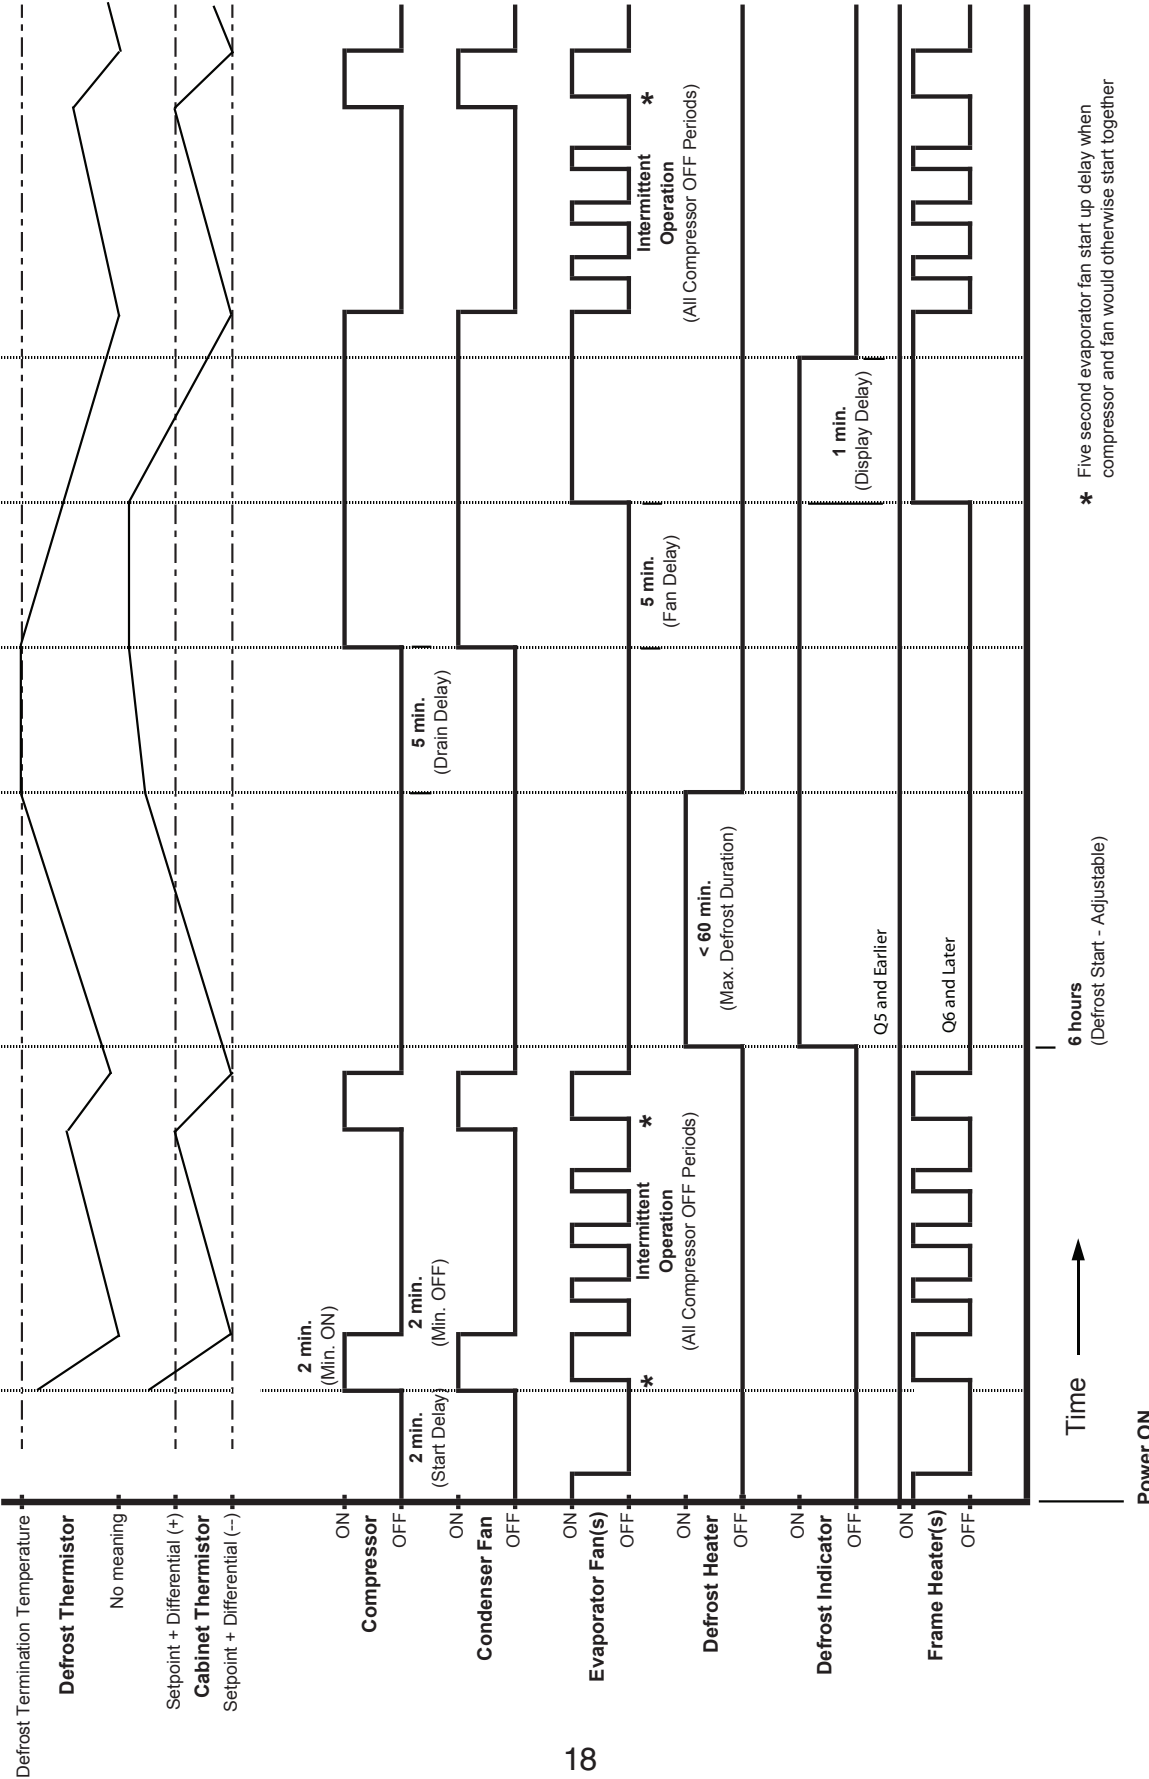 Defrost Termination Temperature
Defrost Thermistor
No meaning
Setpoint + Differential (+)
Cabinet Thermistor
Setpoint + Differential (--)
ON
Compressor
OFF
ON
Condenser Fan
OFF
ON
Evaporator Fan(s)
OFF
ON
Defrost Heater
OFF
ON
Defrost Indicator
OFF
ON
Frame Heater(s)
OFF
2 min.
(Min. ON)
2 min.
(Start Delay)
2 min.
(Min. OFF)
5 min.
(Drain Delay)
*
Intermittent
Operation
(All Compressor OFF Periods)
*
5 min.
(Fan Delay)
Intermittent
Operation
(All Compressor OFF Periods)
*
< 60 min.
(Max. Defrost Duration)
1 min.
(Display Delay)
Q5 and Earlier
Q6 and Later
Power ON
Time
6 hours
(Defrost Start - Adjustable)
* Five second evaporator fan start up delay when
compressor and fan would otherwise start together
18